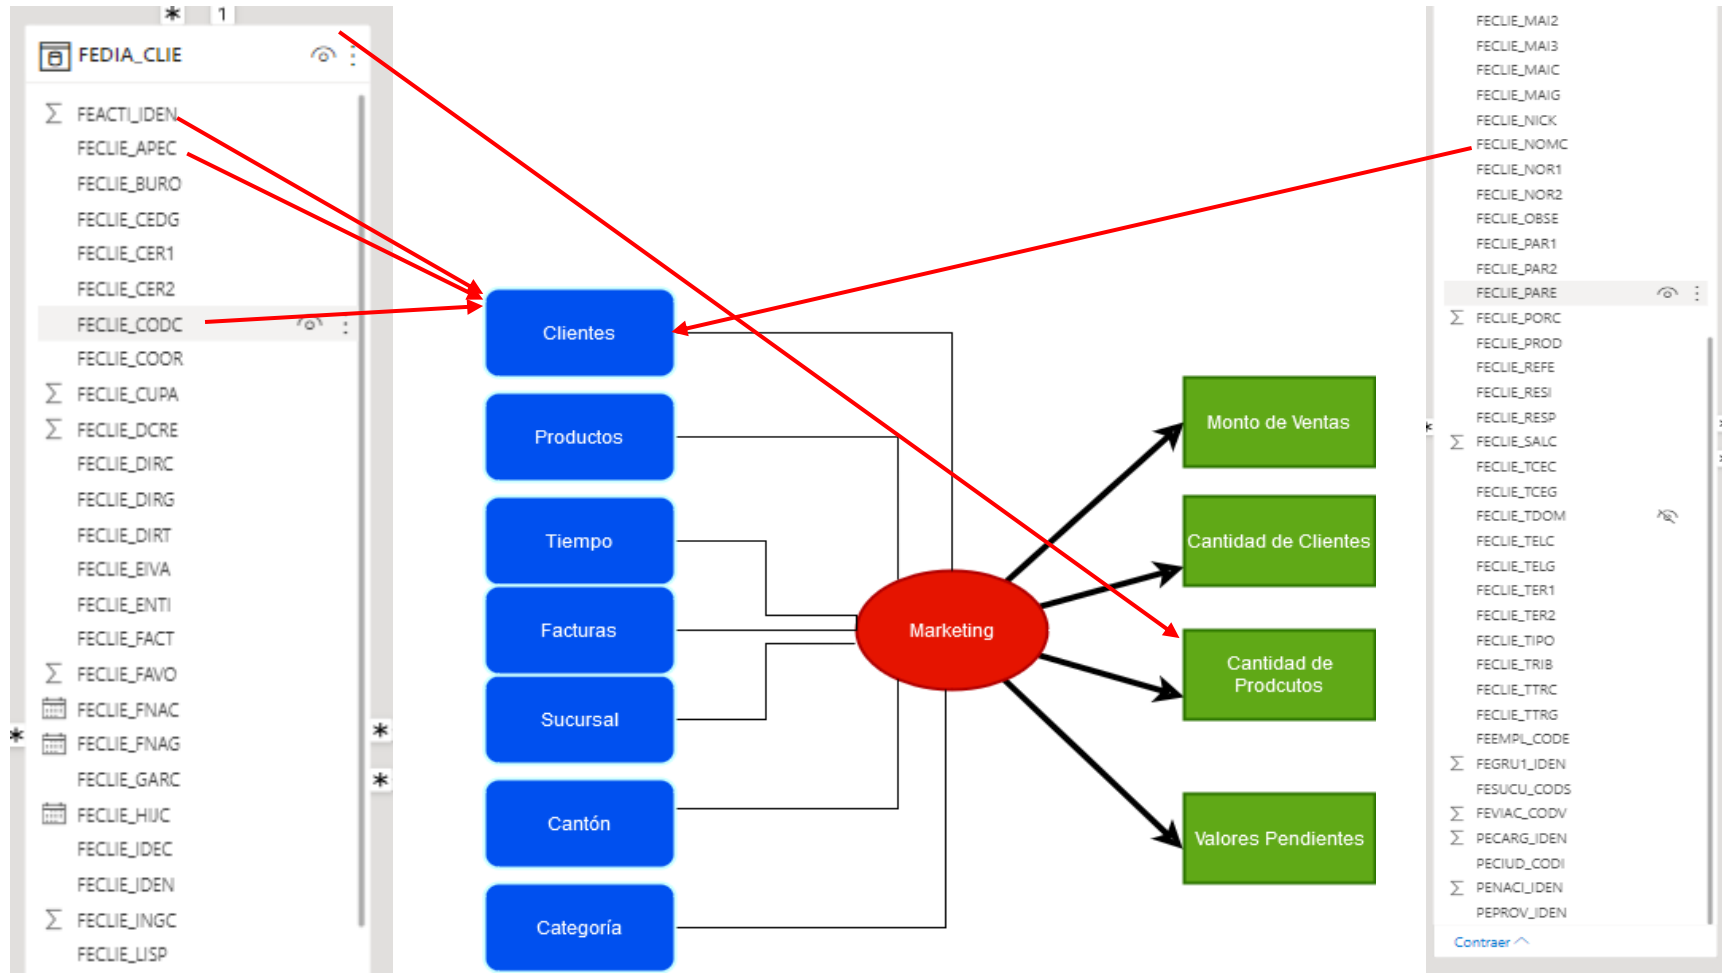 * 1
FEDIA_CLIE
FEACTI_IDEN
FECLIE_APEC
FECLIE_BURO
FECLIE_CEDG
FECLIE_CER1
FECLIE_CER2
FECLIE_CODC
FECLIE_COOR
FECLIE_CUPA
FECLIE_DCRE
FECLIE_DIRC
FECLIE_DIRG
FECLIE_DIRT
FECLIE_EIVA
FECLIE_ENTI
FECLIE_FACT
FECLIE_FAVO
FECLIE_FNAC
FECLIE_FNAG
FECLIE_GARC
FECLIE_HIJC
FECLIE_IDEC
FECLIE_IDEN
FECLIE_INGC
FECLIE_LISP
Clientes
Productos
Tiempo
Facturas
Sucursal
Cantón
Categoría
Marketing
Monto de Ventas
Cantidad de Clientes
Cantidad de
Prodcutos
Valores Pendientes
FECLIE_MAI2
FECLIE_MAI3
FECLIE_MAIC
FECLIE_MAIG
FECLIE_NICK
FECLIE_NOMC
FECLIE_NOR1
FECLIE_NOR2
FECLIE_OBSE
FECLIE_PAR1
FECLIE_PAR2
FECLIE_PARE
FECLIE_PORC
FECLIE_PROD
FECLIE_REFE
FECLIE_RESI
FECLIE_RESP
FECLIE_SALC
FECLIE_TCEC
FECLIE_TCEG
FECLIE_TDOM
FECLIE_TELC
FECLIE_TELG
FECLIE_TER1
FECLIE_TER2
FECLIE_TIPO
FECLIE_TRIB
FECLIE_TTRC
FECLIE_TTRG
FEEMPL_CODE
FEGRU1_IDEN
FESUCU_CODS
FEVIAC_CODV
PECARG_IDEN
PECIUD_CODI
PENACI_IDEN
PEPROV_IDEN
Contraer